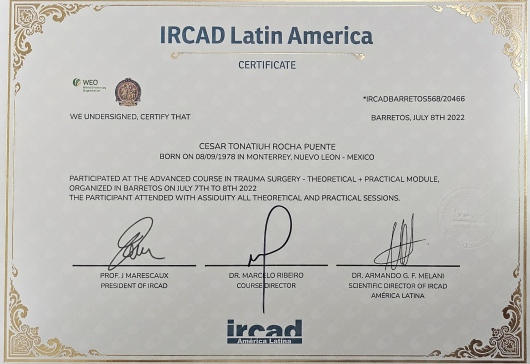 IRCAD Latin America
CERTIFICATE
WEO
*IRCADBARRETOS568/20466
WE UNDERSIGNED, CERTIFY THAT
BARRETOS, JULY 8TH 2022
CESAR TONATIUH ROCHA PUENTE
BORN ON 08/09/1978 IN MONTERREY, NUEVO LEON - MEXICO
PARTICIPATED AT THE ADVANCED COURSE IN TRAUMA SURGERY - THEORETICAL + PRACTICAL MODULE,
ORGANIZED IN BARRETOS ON JULY 7TH TO 8TH 2022
THE PARTICIPANT ATTENDED WITH ASSIDUITY ALL THEORETICAL AND PRACTICAL SESSIONS.
PROF. J MARESCAUX
PRESIDENT OF IRCAD
DR. MARCELO RIBEIRO
COURSE DIRECTOR
DR. ARMANDO G. F. MELANI
SCIENTIFIC DIRECTOR OF IRCAD
AMÉRICA LATINA
ircad
América Latina